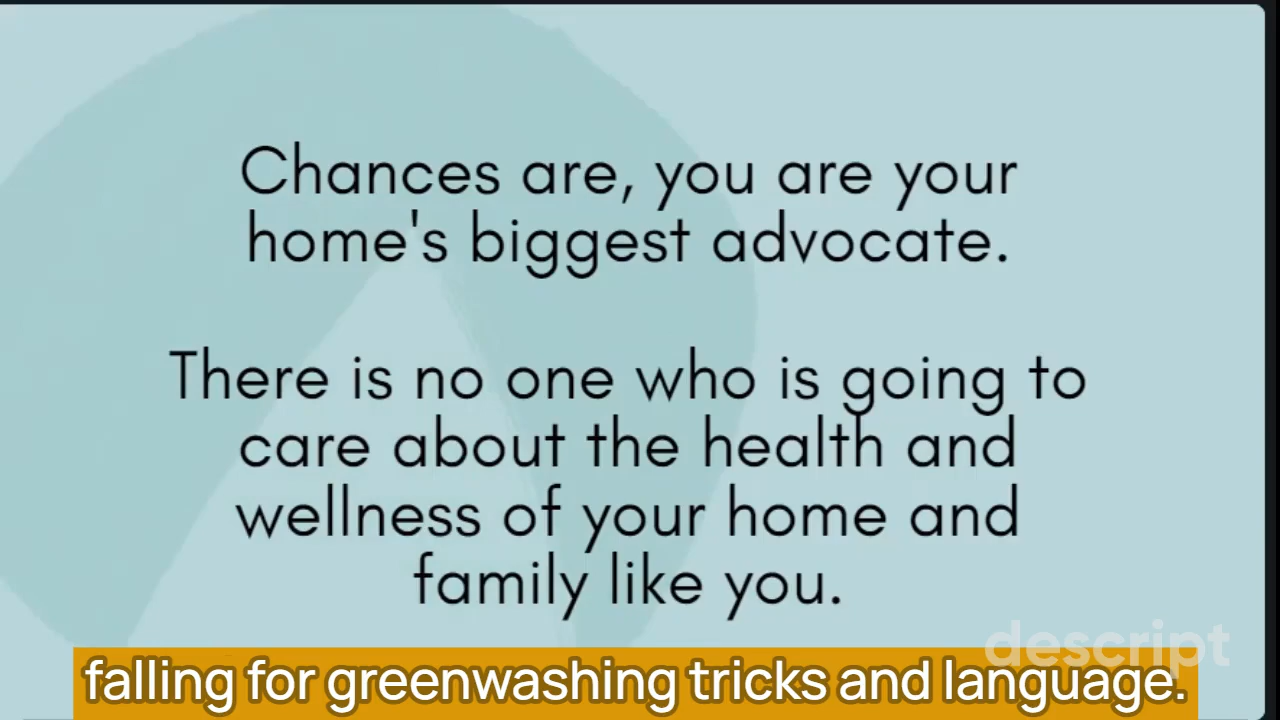 Chances are, you are your
home's biggest advocate.
There is no one who is going to
care about the health and
wellness of your home and
family like you.
descript
falling for greenwashing tricks and language.